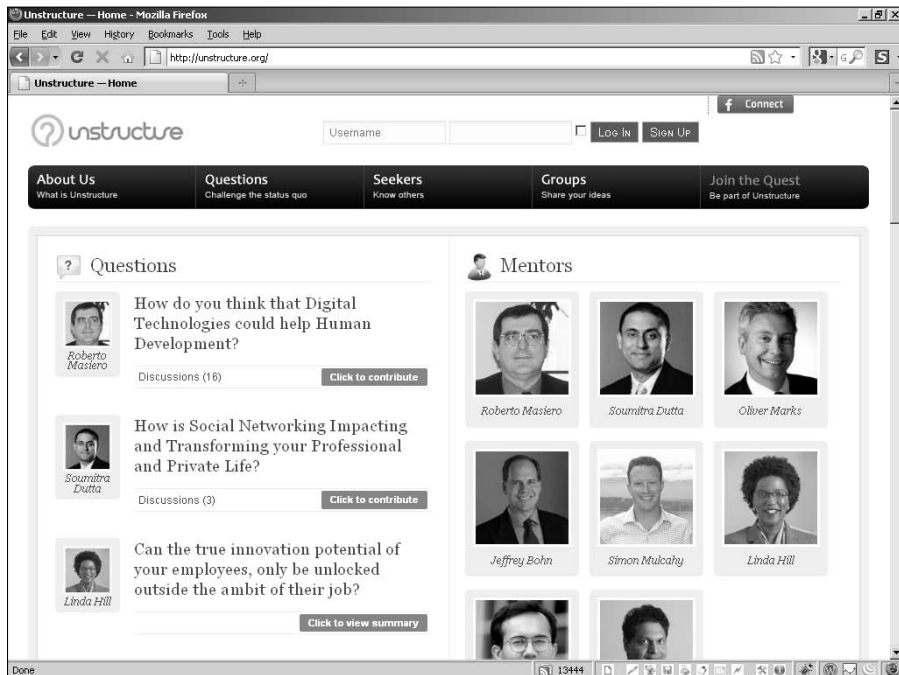 Unstructure — Home - Mozilla Firefox
File Edit View History Bookmarks Tools Help
http://unstructure.org/
G
S
Unstructure — Home
f Connect
unstructure
Username
Log In Sign Up
About Us
What is Unstructure
Questions
Challenge the status quo
Seekers
Know others
Groups
Share your ideas
Join the Quest
Be part of Unstructure
? Questions
Roberto
Masiero
How do you think that Digital
Technologies could help Human
Development?
Discussions (16) Click to contribute
Soumitra
Dutta
How is Social Networking Impacting
and Transforming your Professional
and Private Life?
Discussions (3) Click to contribute
Linda Hill
Can the true innovation potential of
your employees, only be unlocked
outside the ambit of their job?
Click to view summary
Mentors
Roberto Masiero Soumitra Dutta Oliver Marks
Jeffrey Bohn Simon Mulcahy Linda Hill
Done 13444